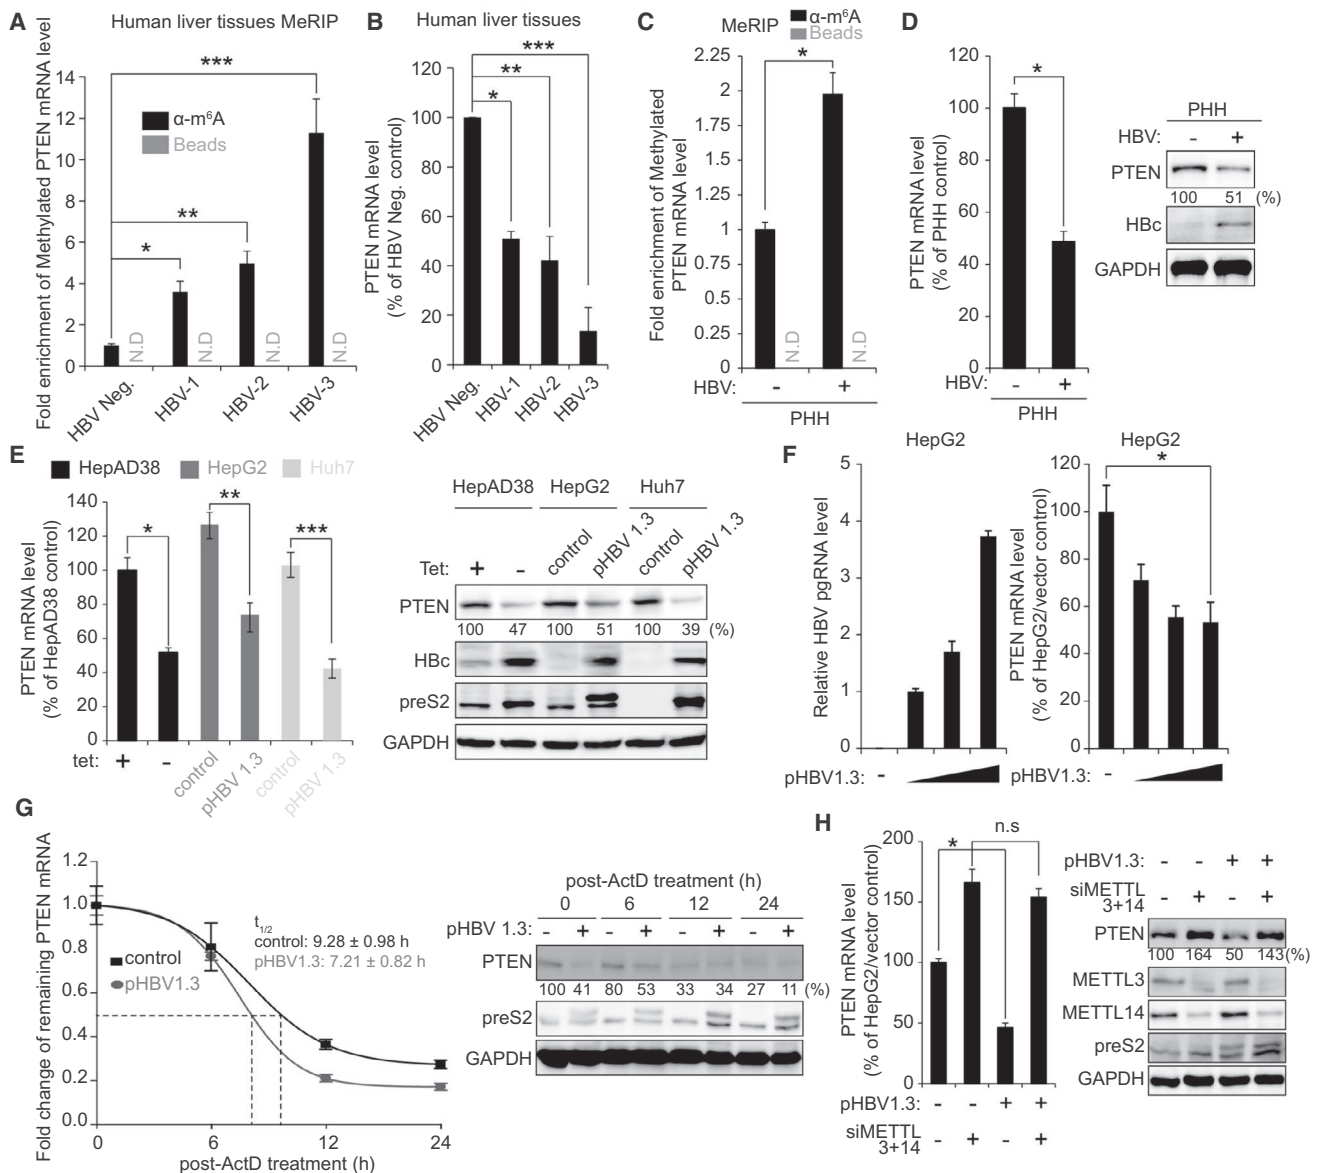 A
Human liver tissues MeRIP
Fold enrichment of Methylated PTEN mRNA level
14
12
10
8
6
4
2
0
***
**
*
α-m⁶A
Beads
N.D
N.D
N.D
N.D
HBV Neg.
HBV-1
HBV-2
HBV-3
B
Human liver tissues
PTEN mRNA level
(% of HBV Neg. control)
120
100
80
60
40
20
0
***
**
*
HBV Neg.
HBV-1
HBV-2
HBV-3
C
MeRIP
α-m⁶A
Beads
Fold enrichment of Methylated
PTEN mRNA level
2.25
2
1.75
1.5
1.25
1
0.75
0.5
0.25
0
*
N.D
N.D
HBV: - +
PHH
D
PTEN mRNA level
(% of PHH control)
120
100
80
60
40
20
0
*
HBV: - +
PHH
PHH
HBV: - +
PTEN
100 51 (%)
HBc
GAPDH
E
HepAD38 HepG2 Huh7
PTEN mRNA level
(% of HepAD38 control)
140
120
100
80
60
40
20
0
*
**
***
tet: + - control pHBV 1.3 control pHBV 1.3
HepAD38 HepG2 Huh7
Tet: + - control pHBV 1.3 control pHBV 1.3
PTEN
100 47 100 51 100 39 (%)
HBc
preS2
GAPDH
F
HepG2
Relative HBV pgRNA level
5
4
3
2
1
0
pHBV1.3: -
HepG2
PTEN mRNA level
(% of HepG2/vector control)
120
100
80
60
40
20
0
*
pHBV1.3: -
G
Fold change of remaining PTEN mRNA
1.2
1.0
0.8
0.6
0.4
0.2
0.0
control
pHBV1.3
t1/2
control: 9.28 ± 0.98 h
pHBV1.3: 7.21 ± 0.82 h
0 6 12 24
post-ActD treatment (h)
post-ActD treatment (h)
0 6 12 24
pHBV 1.3: - + - + - + - +
PTEN
100 41 80 53 33 34 27 11 (%)
preS2
GAPDH
H
PTEN mRNA level
(% of HepG2/vector control)
200
150
100
50
0
*
n.s
pHBV1.3: - - + +
siMETTL
3+14 - + - +
pHBV1.3: - - + +
siMETTL
3+14 - + - +
PTEN
100 164 50 143(%)
METTL3
METTL14
preS2
GAPDH